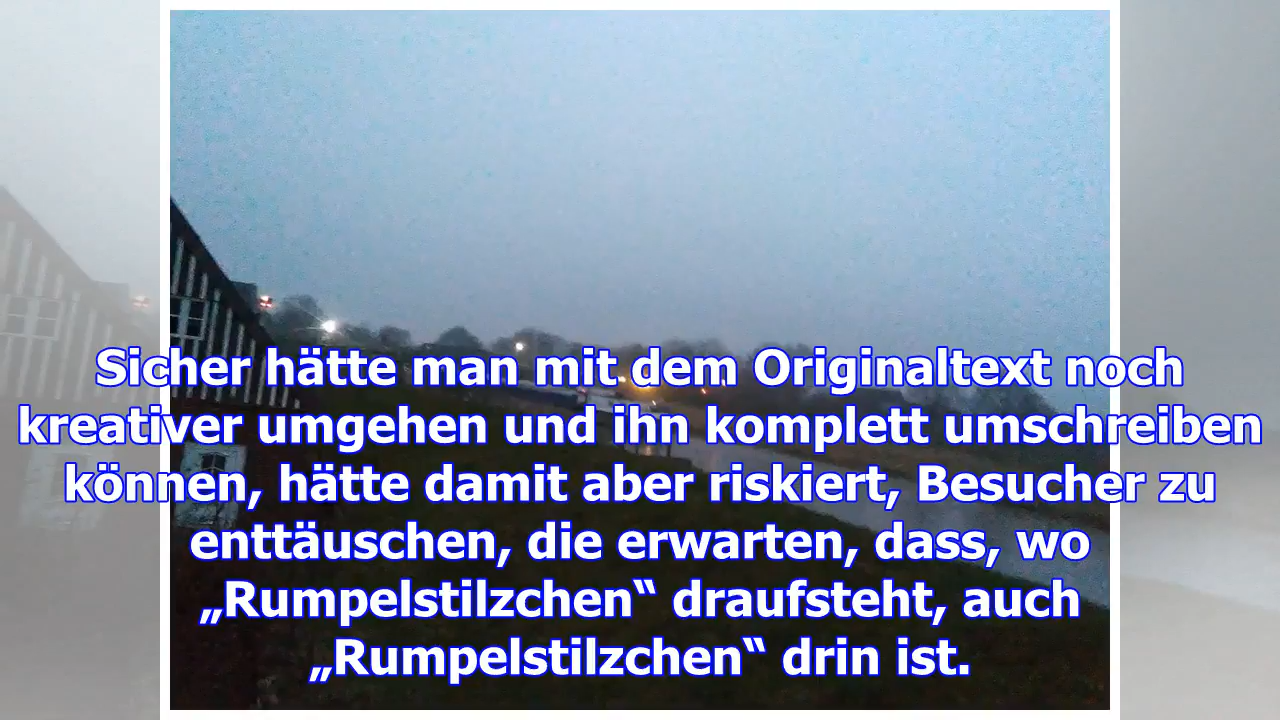 Sicher hätte man mit dem Originaltext noch
kreativer umgehen und ihn komplett umschreiben
können, hätte damit aber riskiert, Besucher zu
enttäuschen, die erwarten, dass, wo
„Rumpelstilzchen“ draufsteht, auch
„Rumpelstilzchen“ drin ist.